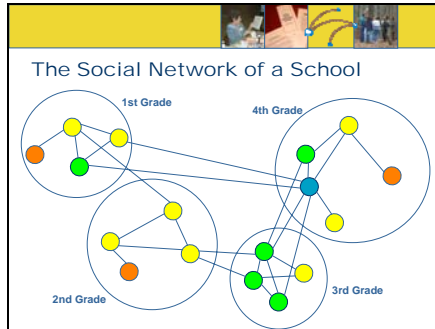 The Social Network of a School
1st Grade
4th Grade
2nd Grade
3rd Grade